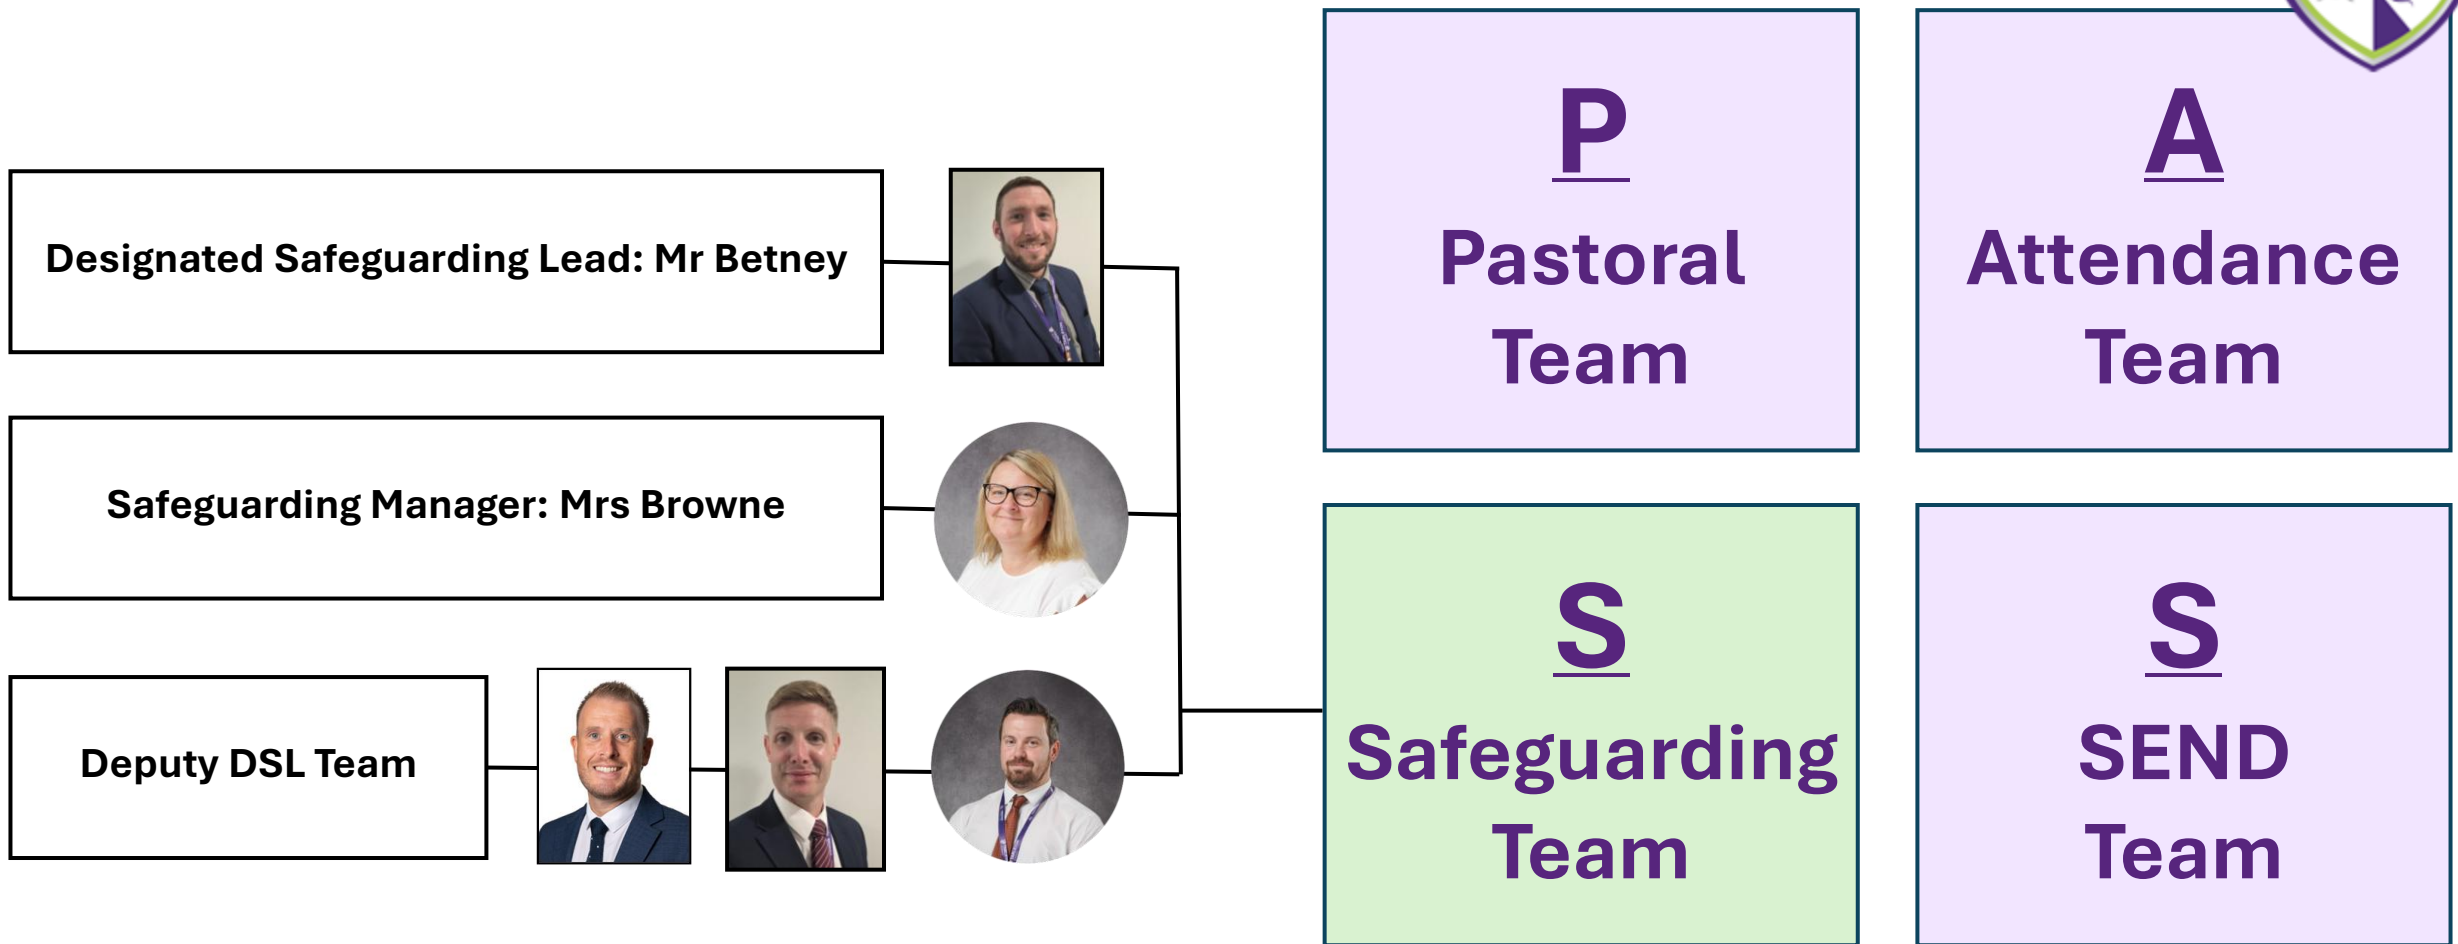 Designated Safeguarding Lead: Mr Betney
Safeguarding Manager: Mrs Browne
Deputy DSL Team
P
Pastoral
Team
A
Attendance
Team
S
Safeguarding
Team
S
SEND
Team